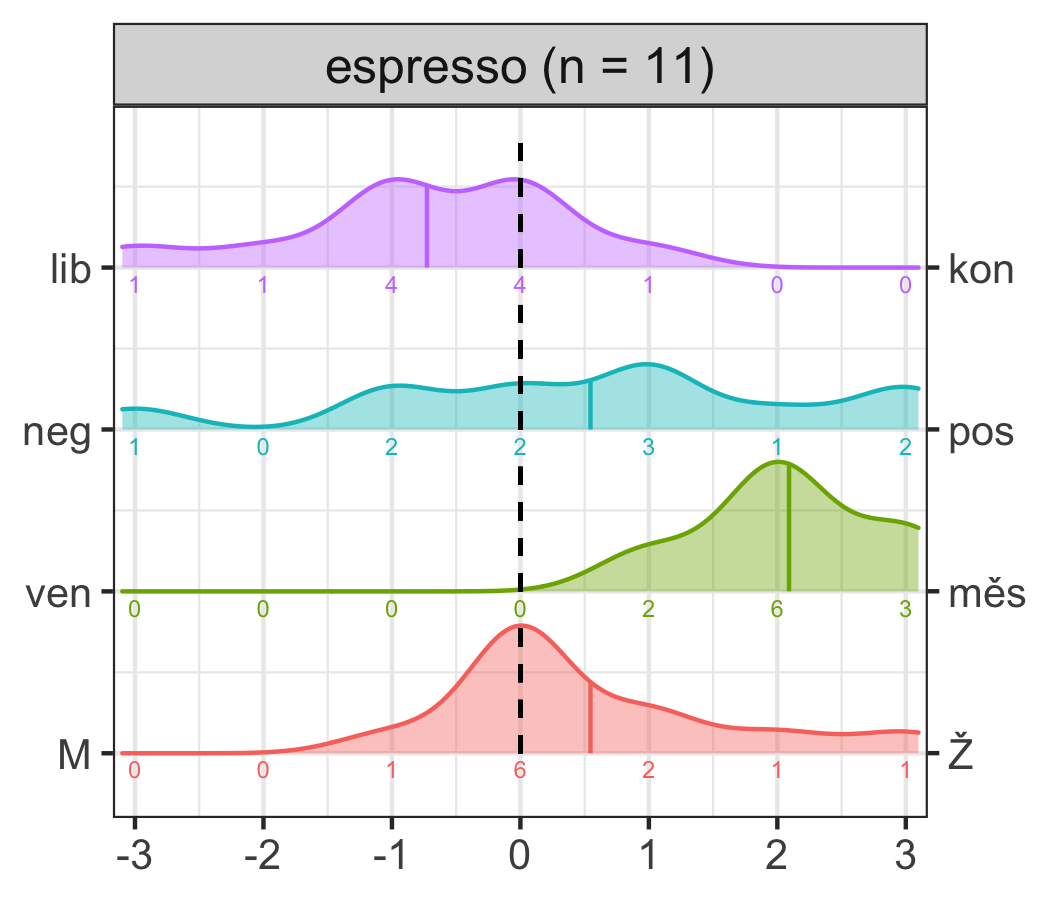 espresso (n = 11)
lib kon
1 1 4 4 1 0 0
neg pos
1 0 2 2 3 1 2
ven měs
0 0 0 0 2 6 3
M Ž
0 0 1 6 2 1 1
-3 -2 -1 0 1 2 3